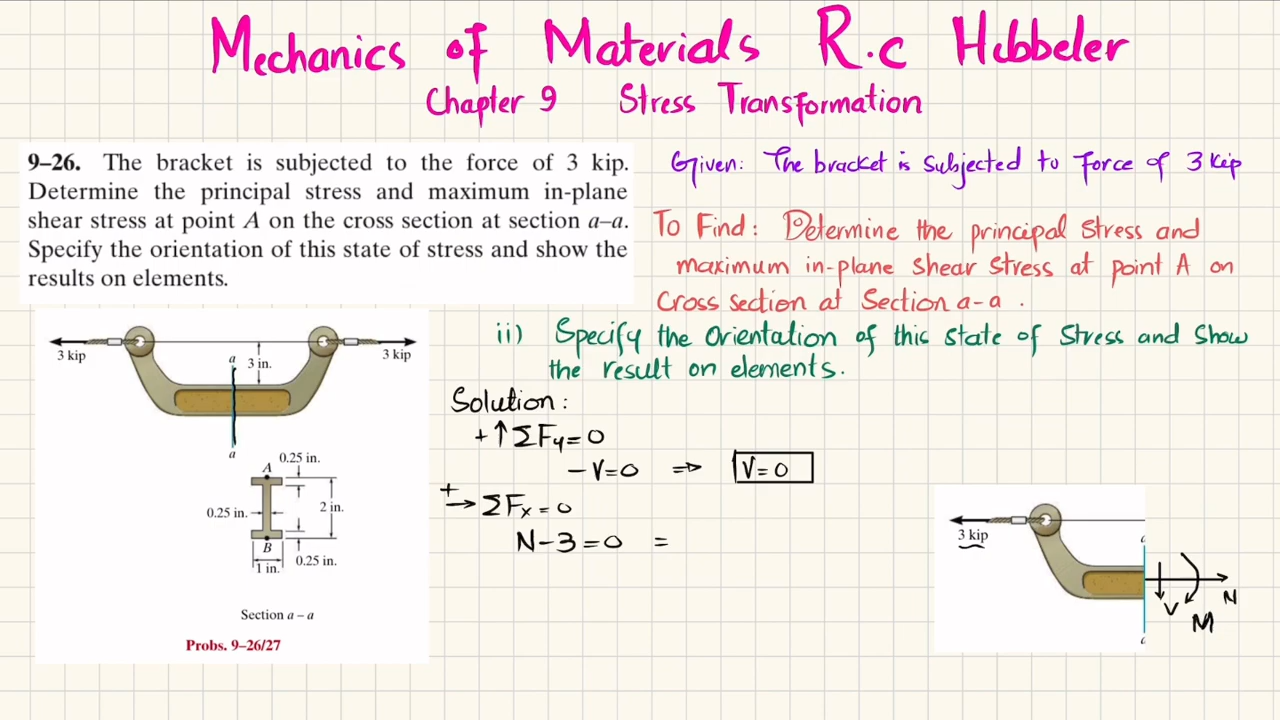 Mechanics of Materials R.c Hibbeler
Chapter 9 Stress Transformation
9–26. The bracket is subjected to the force of 3 kip.
Determine the principal stress and maximum in-plane
shear stress at point A on the cross section at section a–a.
Specify the orientation of this state of stress and show the
results on elements.
Given: The bracket is subjected to force of 3 kip
To Find: Determine the principal stress and
maximum in-plane shear stress at point A on
cross section at Section a-a.
ii) Specify the orientation of this state of stress and show
the result on elements.
3 kip
3 kip
a
3 in.
a
A
0.25 in.
0.25 in.
2 in.
B
1 in.
0.25 in.
Section a – a
Probs. 9–26/27
Solution:
+↑ΣFy=0
-V=0 ⇒ V=0
+→ ΣFx=0
N-3=0 =
3 kip
V
M
N